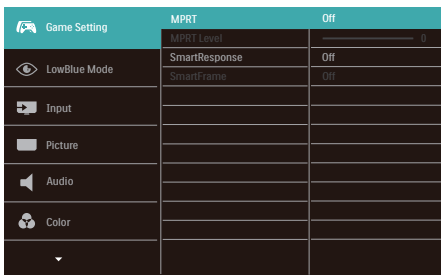 Game Setting
LowBlue Mode
Input
Picture
Audio
Color
MPRT Off
MPRT Level 0
SmartResponse Off
SmartFrame Off